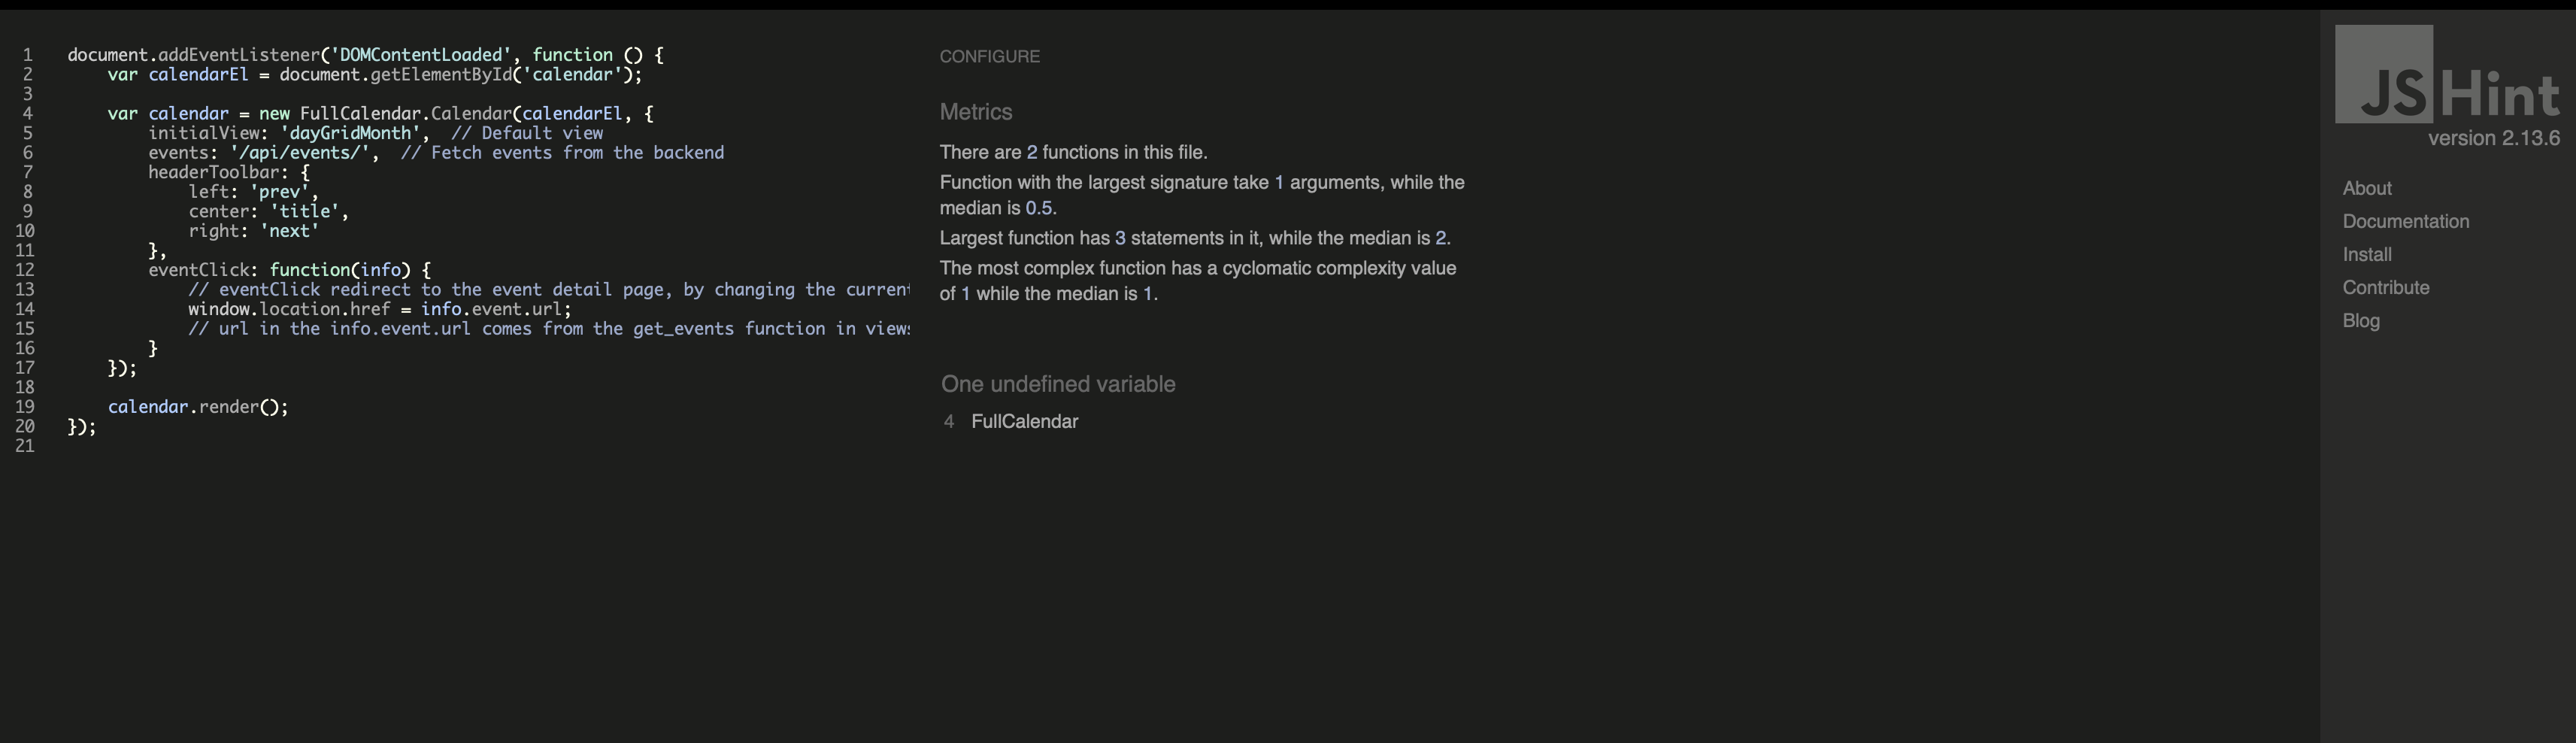 1 document.addEventListener('DOMContentLoaded', function () {
2 var calendarEl = document.getElementById('calendar');
3
4 var calendar = new FullCalendar.Calendar(calendarEl, {
5 initialView: 'dayGridMonth', // Default view
6 events: '/api/events/', // Fetch events from the backend
7 headerToolbar: {
8 left: 'prev',
9 center: 'title',
10 right: 'next'
11 },
12 eventClick: function(info) {
13 // eventClick redirect to the event detail page, by changing the current
14 window.location.href = info.event.url;
15 // url in the info.event.url comes from the get_events function in views
16 }
17 });
18
19 calendar.render();
20 });
21
CONFIGURE
Metrics
There are 2 functions in this file.
Function with the largest signature take 1 arguments, while the
median is 0.5.
Largest function has 3 statements in it, while the median is 2.
The most complex function has a cyclomatic complexity value
of 1 while the median is 1.
One undefined variable
4 FullCalendar
JSHint
version 2.13.6
About
Documentation
Install
Contribute
Blog